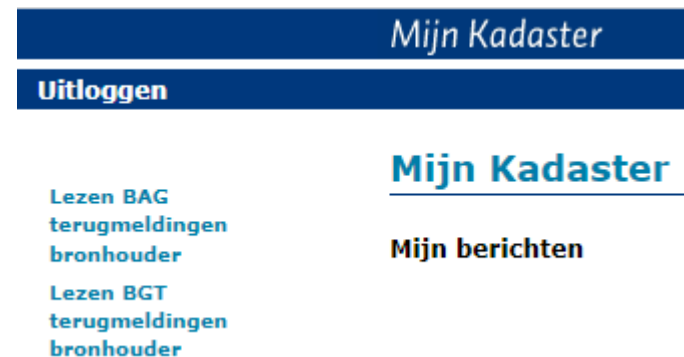 Mijn Kadaster
Uitloggen
Mijn Kadaster
Lezen BAG
terugmeldingen
bronhouder
Mijn berichten
Lezen BGT
terugmeldingen
bronhouder